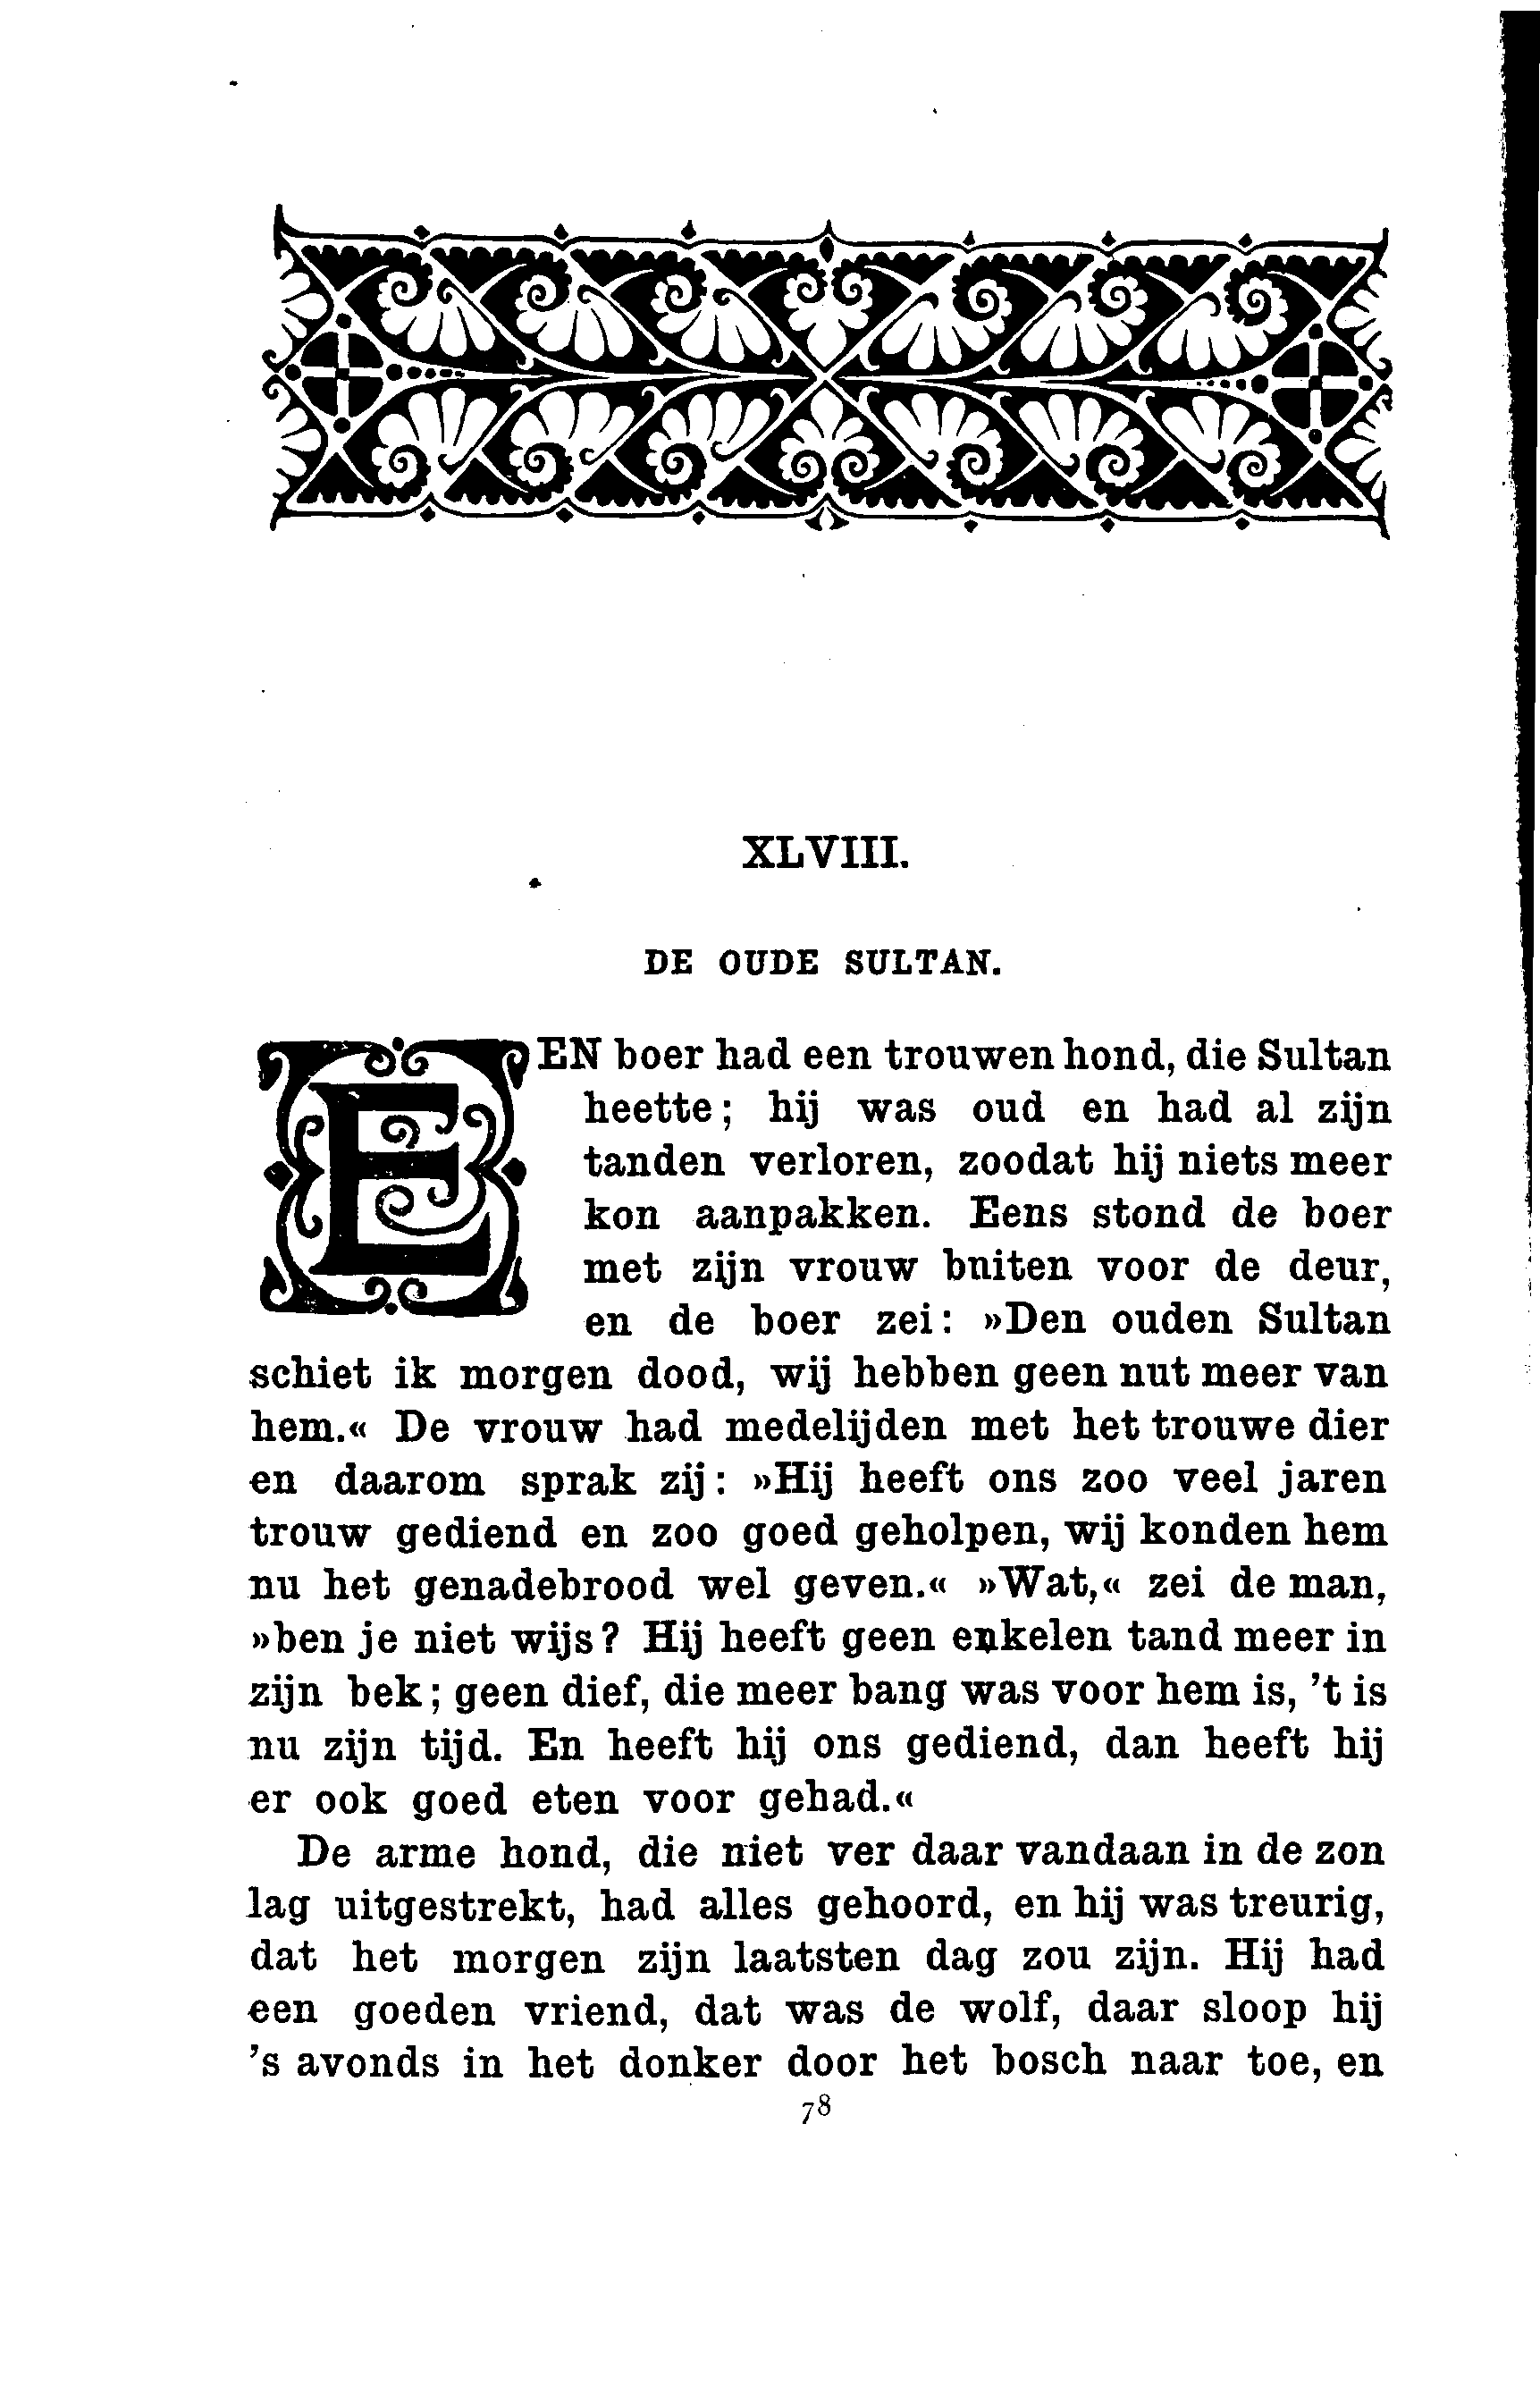 XLVIII.
DE OUDE SULTAN.
EEN boer had een trouwen hond, die Sultan
heette; hij was oud en had al zijn
tanden verloren, zoodat hij niets meer
kon aanpakken. Eens stond de boer
met zijn vrouw bniten voor de deur,
en de boer zei: »Den ouden Sultan
schiet ik morgen dood, wij hebben geen nut meer van
hem.« De vrouw had medelijden met het trouwe dier
en daarom sprak zij: »Hij heeft ons zoo veel jaren
trouw gediend en zoo goed geholpen, wij konden hem
nu het genadebrood wel geven.« »Wat,« zei de man,
»ben je niet wijs? Hij heeft geen enkelen tand meer in
zijn bek; geen dief, die meer bang was voor hem is, 't is
nu zijn tijd. En heeft hij ons gediend, dan heeft hij
er ook goed eten voor gehad.«
De arme hond, die niet ver daar vandaan in de zon
lag uitgestrekt, had alles gehoord, en hij was treurig,
dat het morgen zijn laatsten dag zou zijn. Hij had
een goeden vriend, dat was de wolf, daar sloop hij
's avonds in het donker door het bosch naar toe, en
78